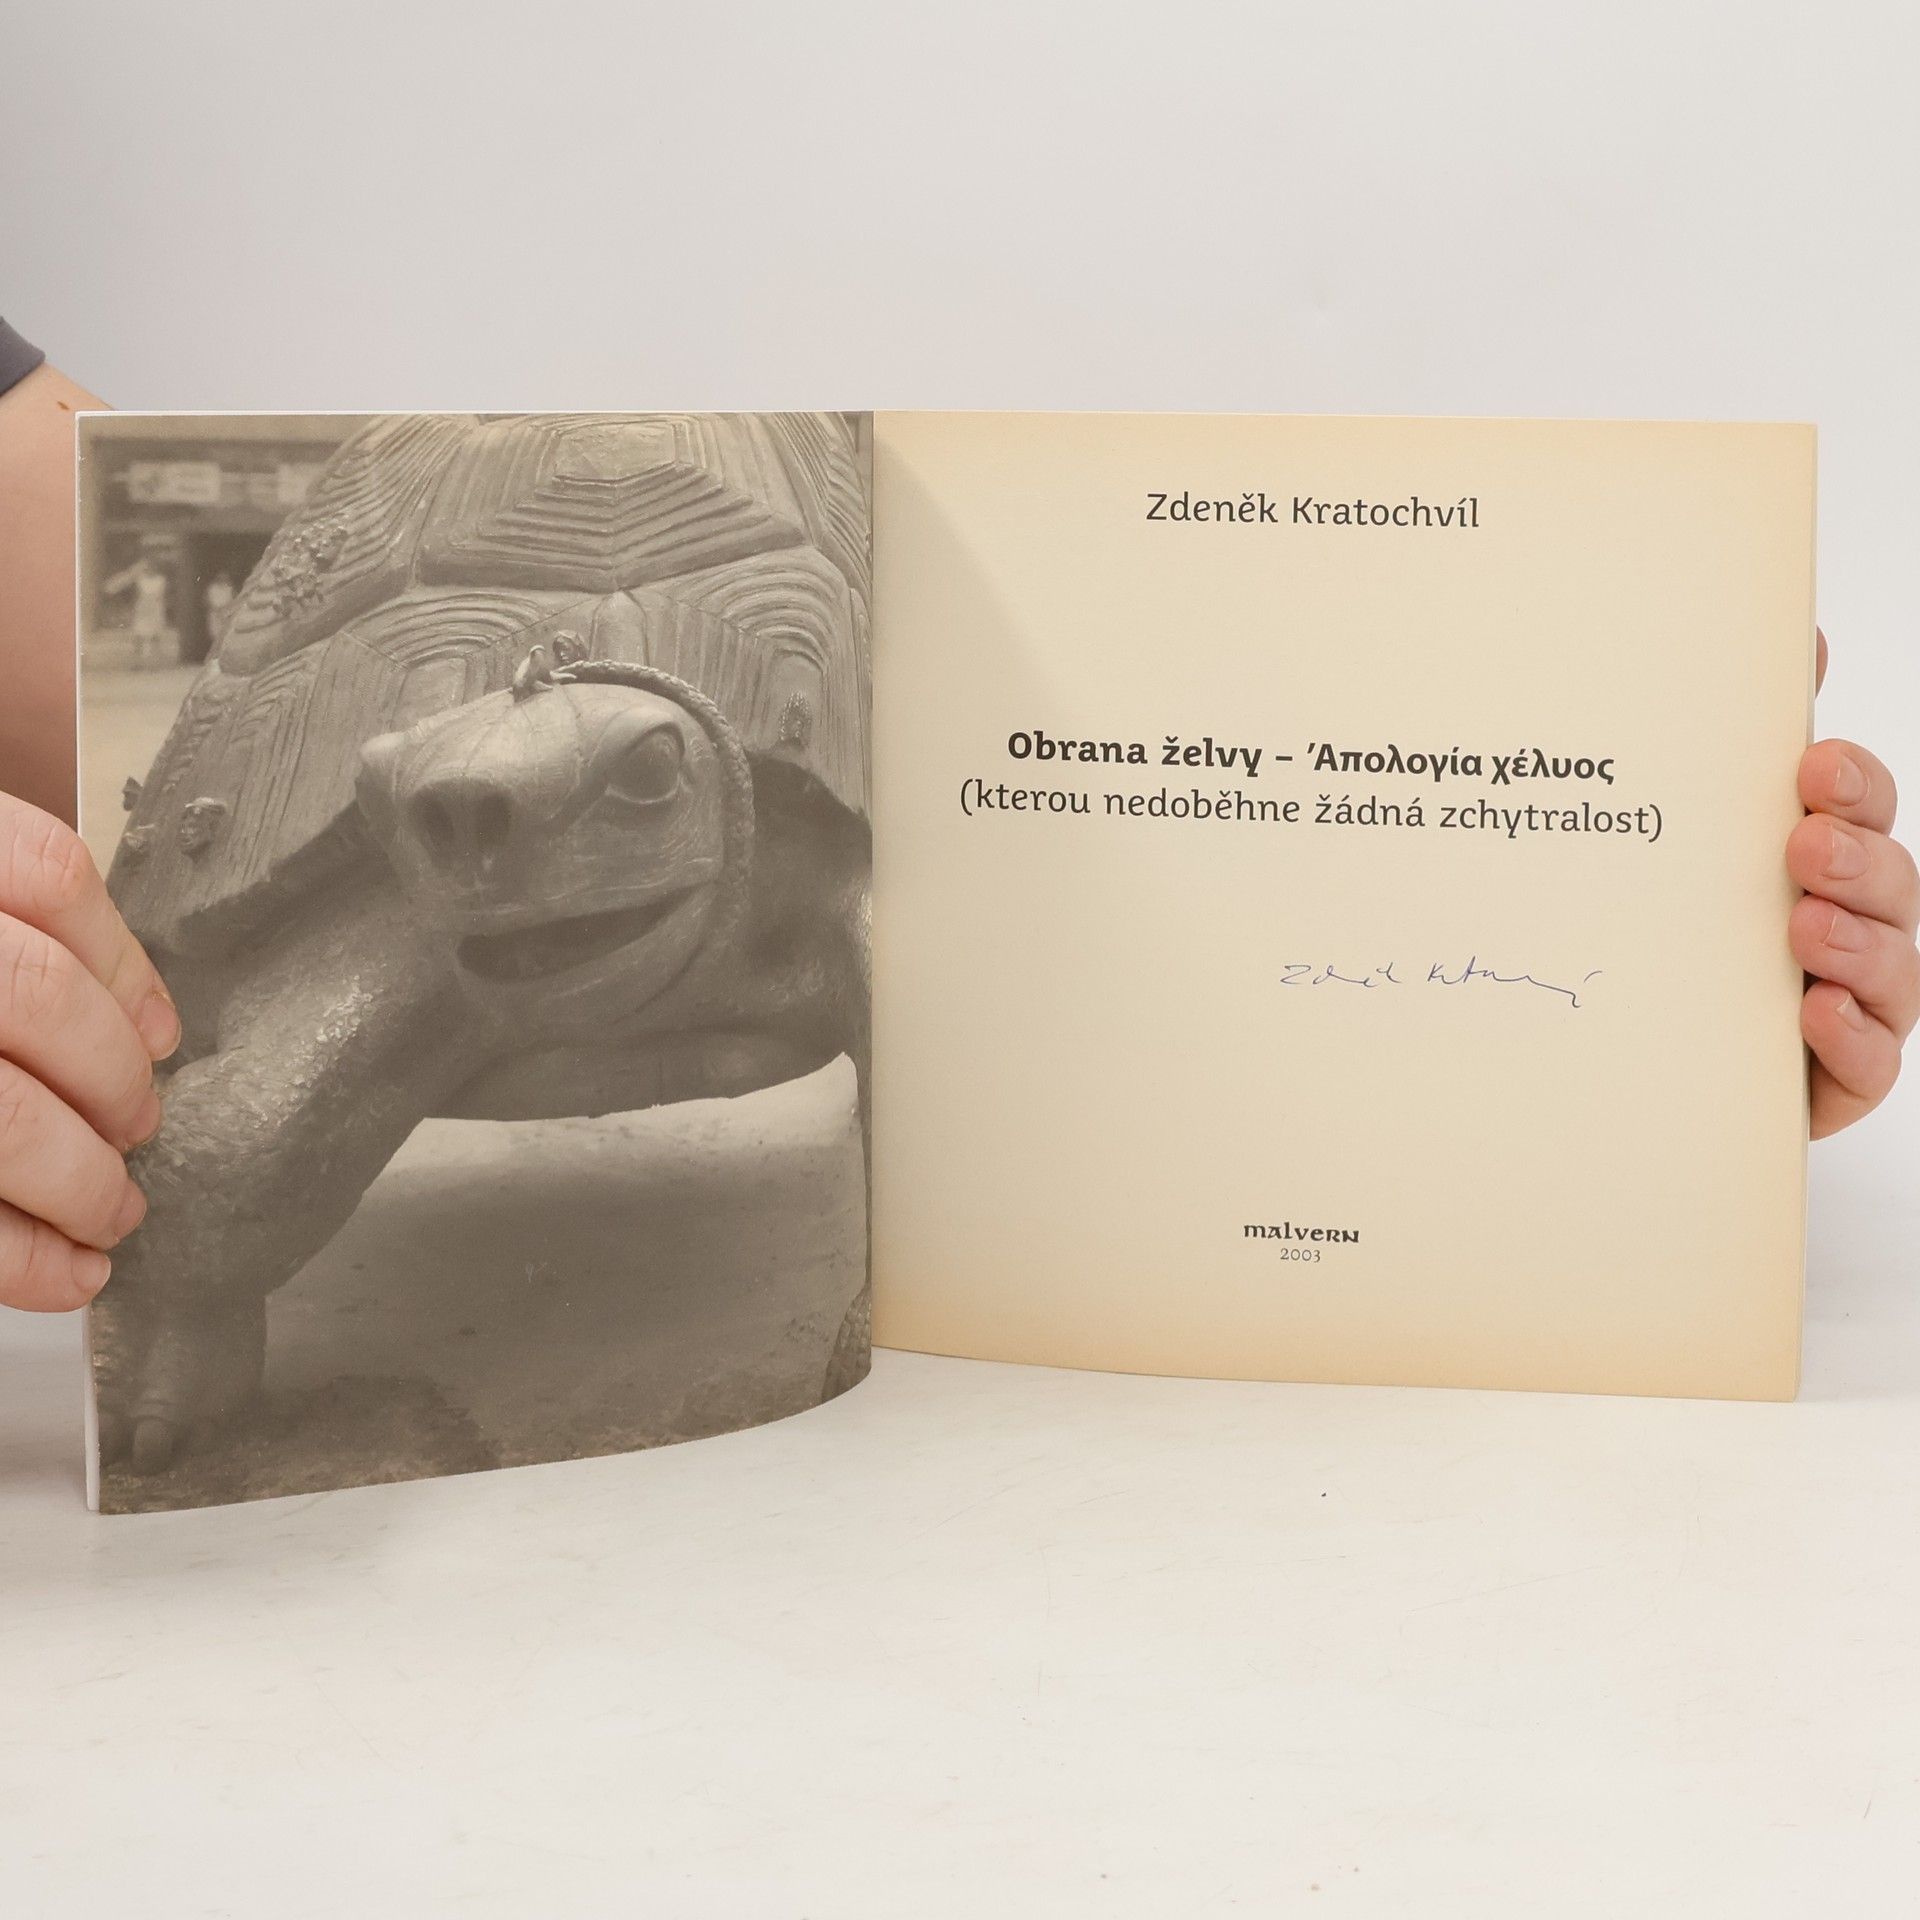 Zdeněk Kratochvíl
Obrana želvy – Ἀπολογία χέλυος
(kterou nedoběhne žádná zchytralost)
malvern
2003